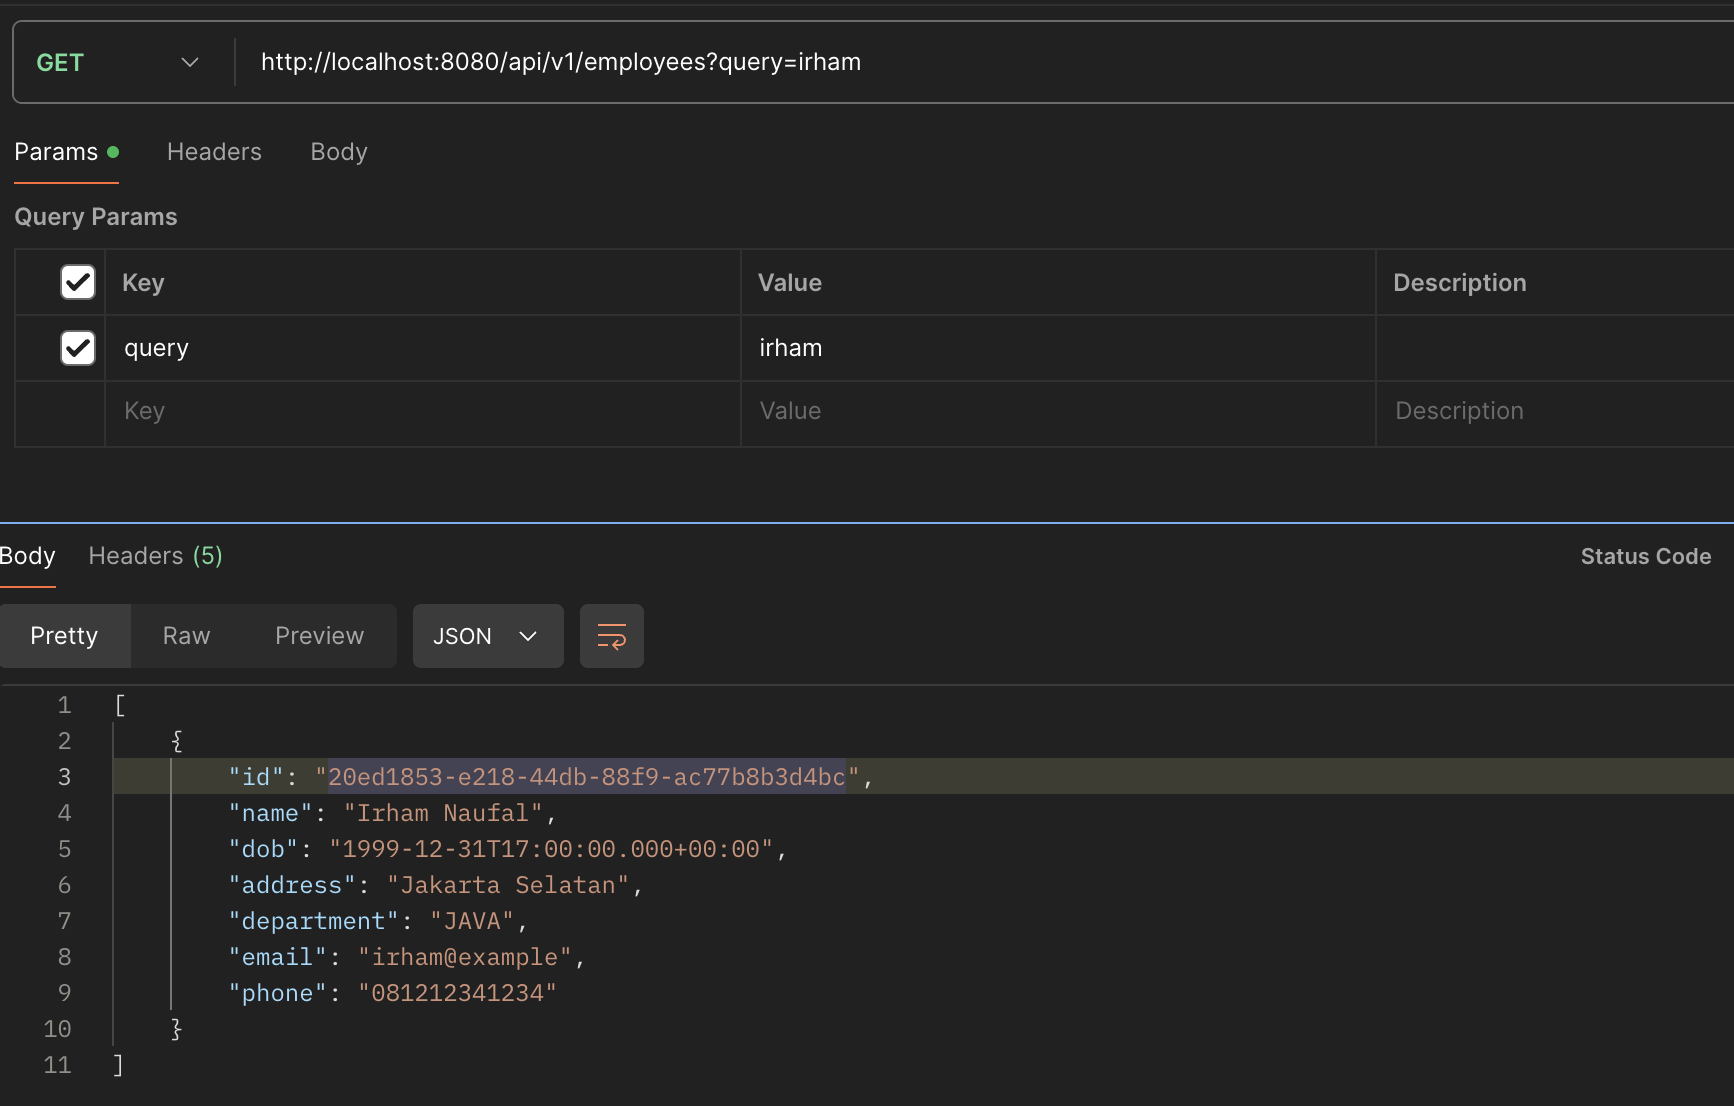 GET http://localhost:8080/api/v1/employees?query=irham
Params Headers Body
Query Params
Key Value Description
query irham
Key Value Description
Body Headers (5) Status Code
Pretty Raw Preview JSON
1 [
2 {
3 "id": "20ed1853-e218-44db-88f9-ac77b8b3d4bc",
4 "name": "Irham Naufal",
5 "dob": "1999-12-31T17:00:00.000+00:00",
6 "address": "Jakarta Selatan",
7 "department": "JAVA",
8 "email": "irham@example",
9 "phone": "081212341234"
10 }
11 ]